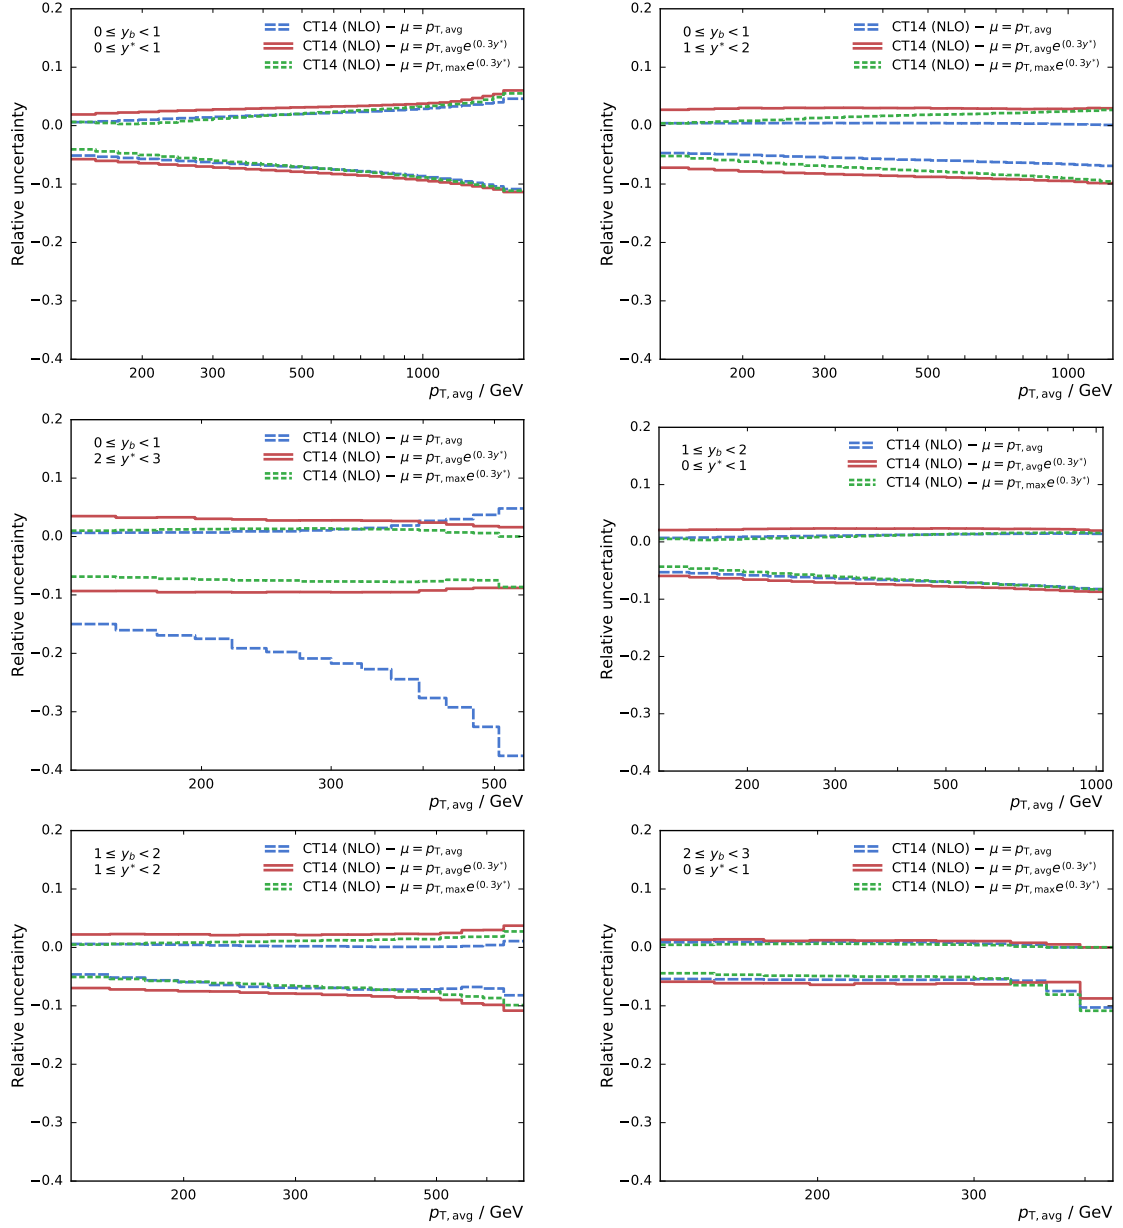 0 ≤ y_b < 1
0 ≤ y* < 1
CT14 (NLO) − μ = p_T,avg
CT14 (NLO) − μ = p_T,avg e^(0.3y*)
CT14 (NLO) − μ = p_T,max e^(0.3y*)
Relative uncertainty
0.2
0.1
0.0
−0.1
−0.2
−0.3
−0.4
200 300 500 1000
p_T,avg / GeV
0 ≤ y_b < 1
1 ≤ y* < 2
CT14 (NLO) − μ = p_T,avg
CT14 (NLO) − μ = p_T,avg e^(0.3y*)
CT14 (NLO) − μ = p_T,max e^(0.3y*)
Relative uncertainty
0.2
0.1
0.0
−0.1
−0.2
−0.3
−0.4
200 300 500 1000
p_T,avg / GeV
0 ≤ y_b < 1
2 ≤ y* < 3
CT14 (NLO) − μ = p_T,avg
CT14 (NLO) − μ = p_T,avg e^(0.3y*)
CT14 (NLO) − μ = p_T,max e^(0.3y*)
Relative uncertainty
0.2
0.1
0.0
−0.1
−0.2
−0.3
−0.4
200 300 500
p_T,avg / GeV
1 ≤ y_b < 2
0 ≤ y* < 1
CT14 (NLO) − μ = p_T,avg
CT14 (NLO) − μ = p_T,avg e^(0.3y*)
CT14 (NLO) − μ = p_T,max e^(0.3y*)
Relative uncertainty
0.2
0.1
0.0
−0.1
−0.2
−0.3
−0.4
200 300 500 1000
p_T,avg / GeV
1 ≤ y_b < 2
1 ≤ y* < 2
CT14 (NLO) − μ = p_T,avg
CT14 (NLO) − μ = p_T,avg e^(0.3y*)
CT14 (NLO) − μ = p_T,max e^(0.3y*)
Relative uncertainty
0.2
0.1
0.0
−0.1
−0.2
−0.3
−0.4
200 300 500
p_T,avg / GeV
2 ≤ y_b < 3
0 ≤ y* < 1
CT14 (NLO) − μ = p_T,avg
CT14 (NLO) − μ = p_T,avg e^(0.3y*)
CT14 (NLO) − μ = p_T,max e^(0.3y*)
Relative uncertainty
0.2
0.1
0.0
−0.1
−0.2
−0.3
−0.4
200 300
p_T,avg / GeV